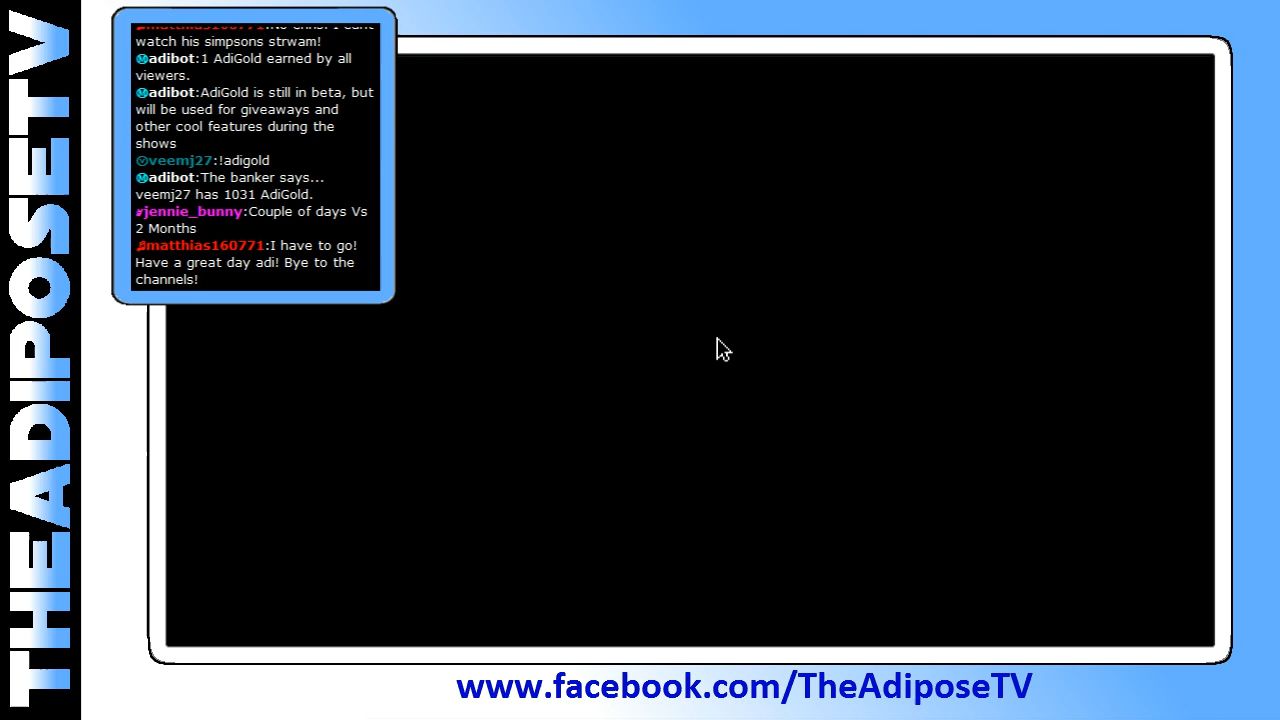 THEADIPOSETV
watch his simpsons strwam!
adibot:1 AdiGold earned by all
viewers.
adibot:AdiGold is still in beta, but
will be used for giveaways and
other cool features during the
shows
veemj27:!adigold
adibot:The banker says...
veemj27 has 1031 AdiGold.
jennie_bunny:Couple of days Vs
2 Months
matthias160771:I have to go!
Have a great day adi! Bye to the
channels!
www.facebook.com/TheAdiposeTV